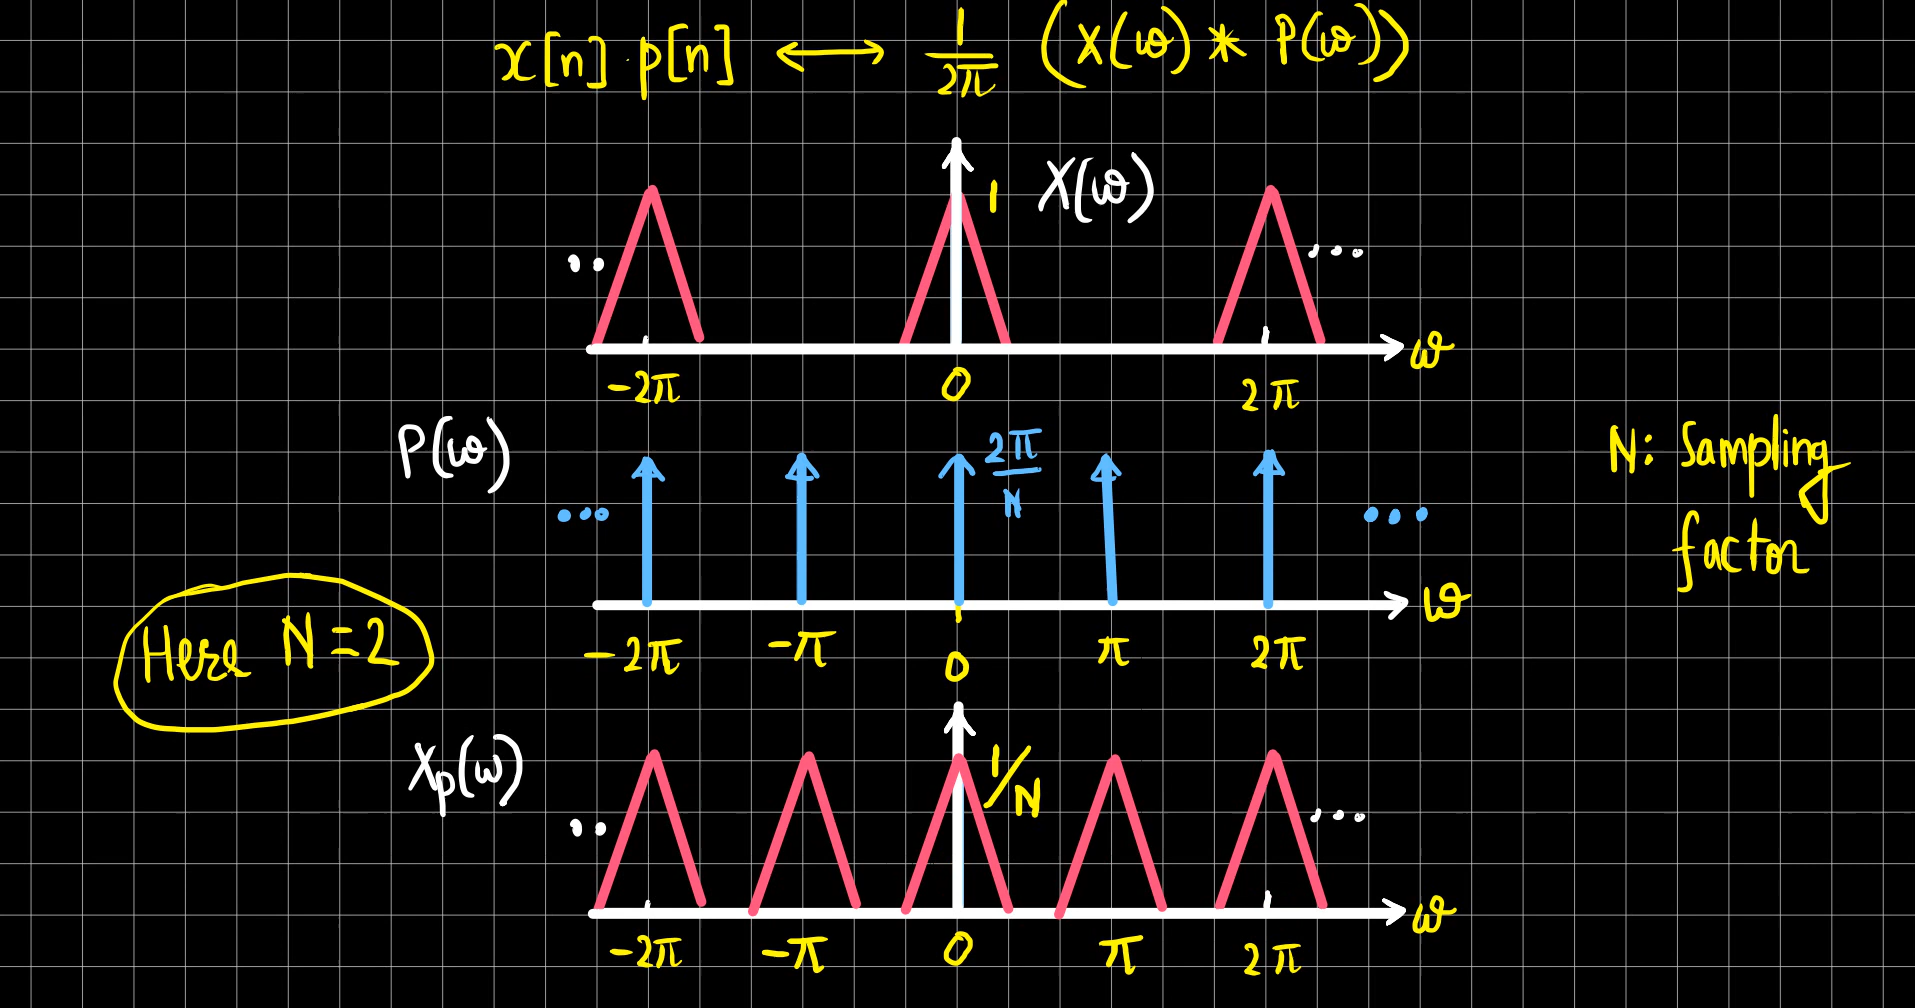 x[n] · p[n] ⟷ 1/2π (X(ω) * P(ω))
1 X(ω)
.. ...
ω
-2π 0 2π
P(ω) 2π/N
... ...
N: Sampling
factor
ω
-2π -π 0 π 2π
Here N=2
Xp(ω) 1/N
.. ...
ω
-2π -π 0 π 2π